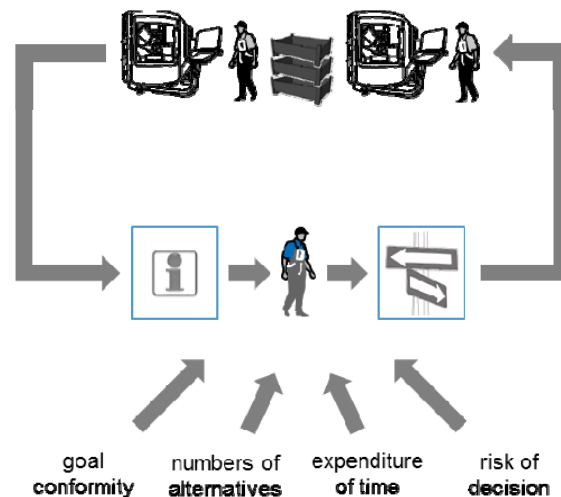 goal
conformity
numbers of
alternatives
expenditure
of time
risk of
decision